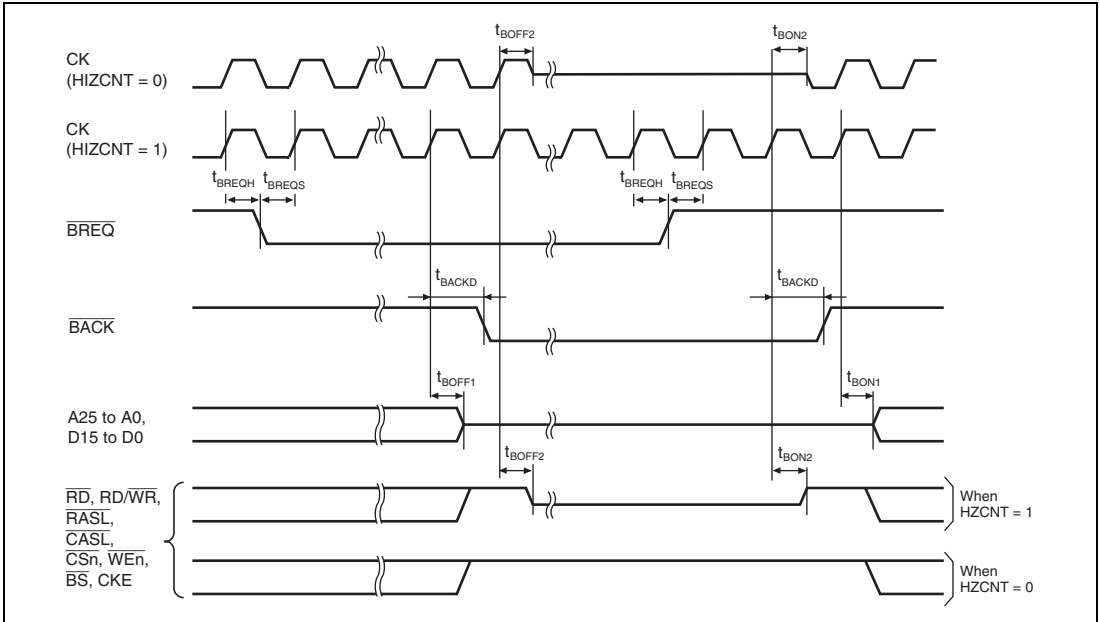 tBOFF2
tBON2
CK
(HIZCNT = 0)
CK
(HIZCNT = 1)
tBREQH
tBREQS
tBREQH
tBREQS
BREQ
tBACKD
tBACKD
BACK
tBOFF1
tBON1
A25 to A0,
D15 to D0
tBOFF2
tBON2
RD, RD/WR,
RASL,
CASL,
CSn, WEn,
BS, CKE
When
HZCNT = 1
When
HZCNT = 0